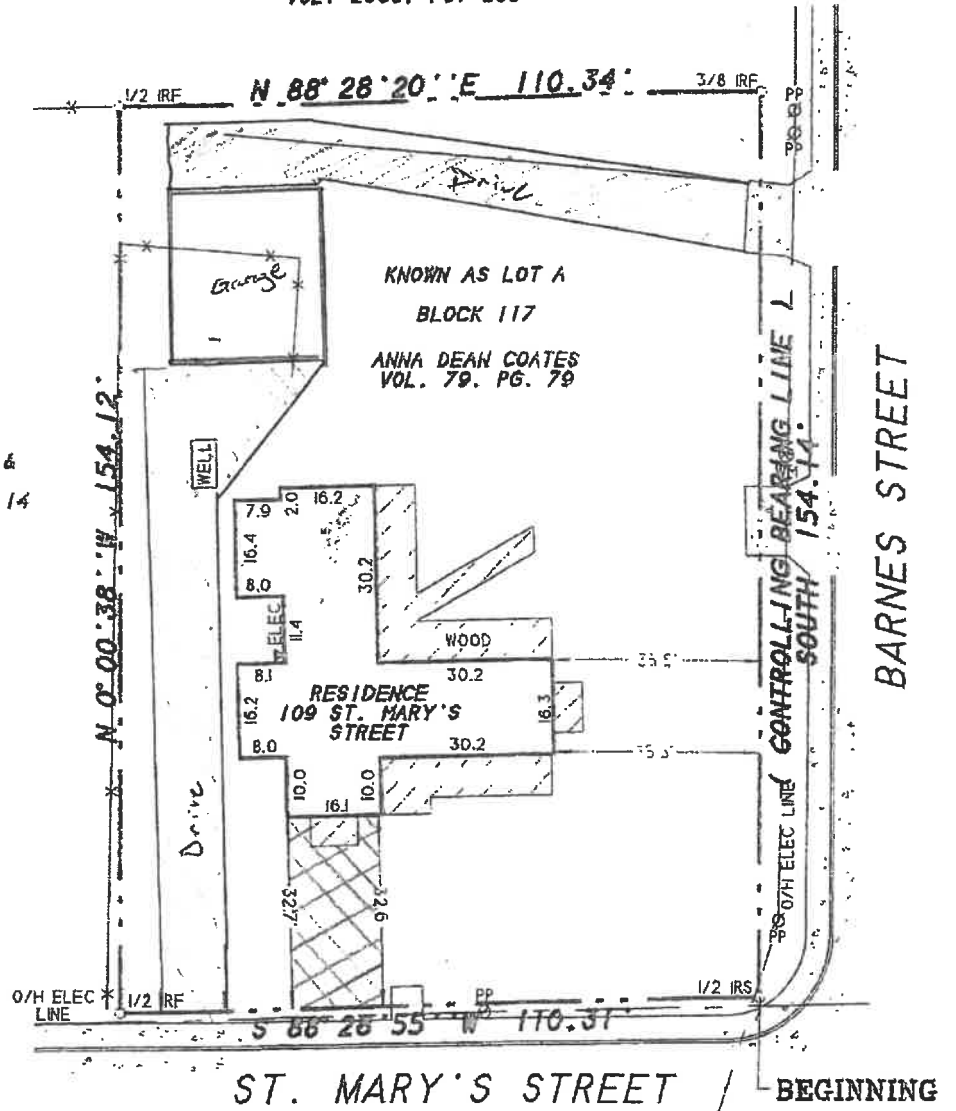 1/2 IRF
N 88° 28'20''E 110.34'
3/8 IRF
PP
PP
Drive
Garage
KNOWN AS LOT A
BLOCK 117
ANNA DEAN COATES
VOL. 79. PG. 79
&
14
N 0° 00'38''W 154.12'
WELL
7.9
2.0
16.2
16.4
30.2
8.0
ELEC
11.4
WOOD
8.1
30.2
RESIDENCE
109 ST. MARY'S
STREET
16.2
16.3
8.0
30.2
10.0
10.0
16.1
Drive
32.7'
32.6
( CONTROLLING BEARING LINE )
SOUTH 154.14'
BARNES STREET
O/H ELEC LINE
PP
O/H ELEC
LINE
1/2 IRF
PP
1/2 IRS
S 88° 28'55 W 110.31'
ST. MARY'S STREET
BEGINNING